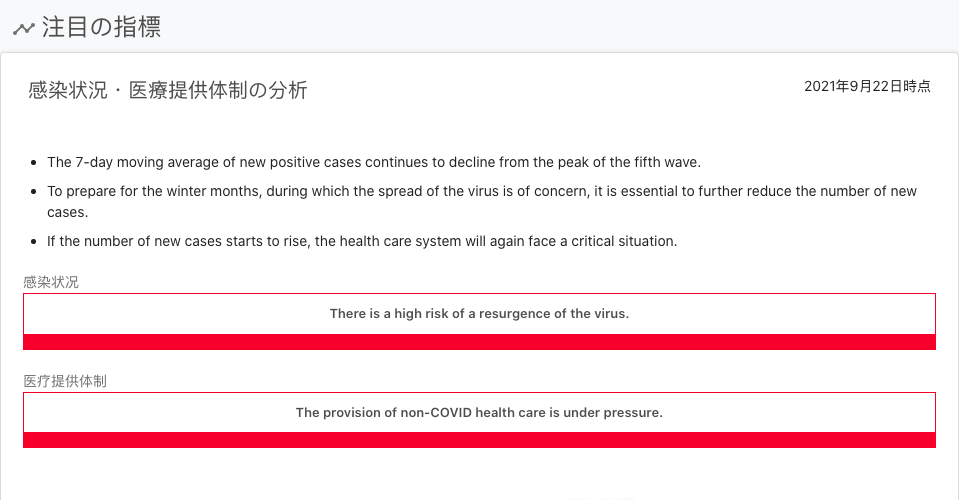 注目の指標
感染状況・医療提供体制の分析
2021年9月22日時点
The 7-day moving average of new positive cases continues to decline from the peak of the fifth wave.
To prepare for the winter months, during which the spread of the virus is of concern, it is essential to further reduce the number of new
cases.
If the number of new cases starts to rise, the health care system will again face a critical situation.
感染状况
There is a high risk of a resurgence of the virus.
医疗提供体制
The provision of non-COVID health care is under pressure.